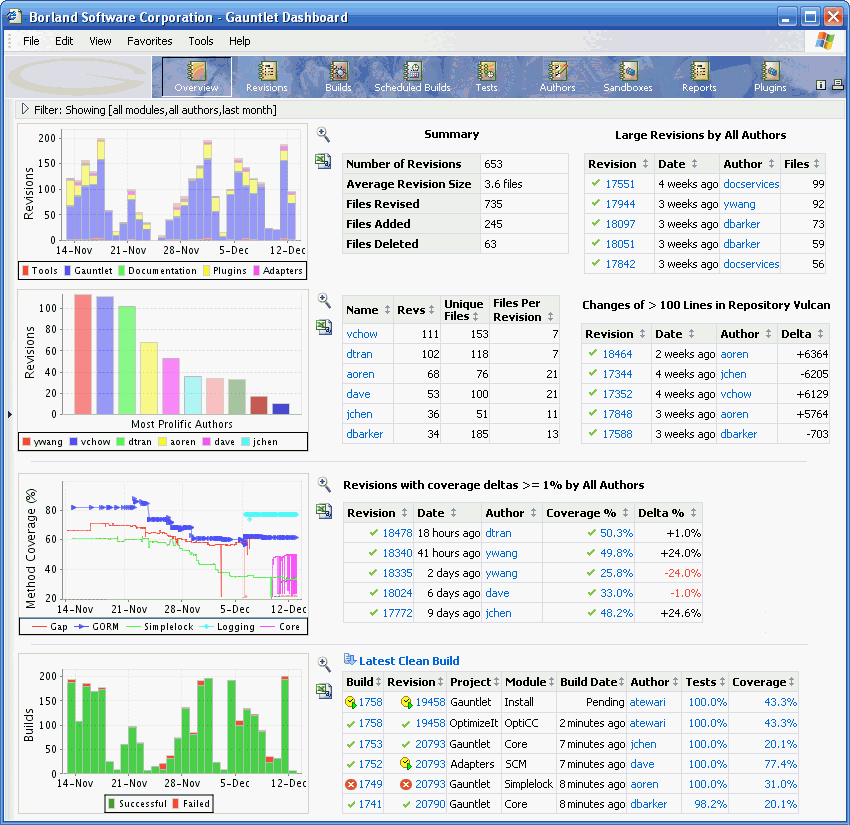 Borland Software Corporation - Gauntlet Dashboard
File Edit View Favorites Tools Help
Overview Revisions Builds Scheduled Builds Tests Authors Sandboxes Reports Plugins
Filter: Showing [all modules,all authors,last month]
200
150
100
50
0
Revisions
14-Nov 21-Nov 28-Nov 5-Dec 12-Dec
Tools Gauntlet Documentation Plugins Adapters
Summary
Number of Revisions 653
Average Revision Size 3.6 files
Files Revised 735
Files Added 245
Files Deleted 63
Large Revisions by All Authors
Revision Date Author Files
17551 4 weeks ago docservices 99
17944 3 weeks ago ywang 92
18097 3 weeks ago dbarker 73
18051 3 weeks ago dbarker 59
17842 3 weeks ago docservices 56
100
80
60
40
20
0
Revisions
Most Prolific Authors
ywang vchow dtran aoren dave jchen
Name Revs Unique Files Files Per Revision
vchow 111 153 7
dtran 102 118 7
aoren 68 76 21
dave 53 100 21
jchen 36 51 11
dbarker 34 185 13
Changes of > 100 Lines in Repository Vulcan
Revision Date Author Delta
18464 2 weeks ago aoren +6364
17344 4 weeks ago jchen -6205
17352 4 weeks ago vchow +6129
17848 3 weeks ago aoren +5764
17588 3 weeks ago dbarker -703
80
60
40
20
Method Coverage (%)
14-Nov 21-Nov 28-Nov 5-Dec 12-Dec
Gap GORM Simplelock Logging Core
Revisions with coverage deltas >= 1% by All Authors
Revision Date Author Coverage % Delta %
18478 18 hours ago dtran 50.3% +1.0%
18340 41 hours ago ywang 49.8% +24.0%
18335 2 days ago ywang 25.8% -24.0%
18024 6 days ago dave 33.0% -1.0%
17772 9 days ago jchen 48.2% +24.6%
200
150
100
50
0
Builds
14-Nov 21-Nov 28-Nov 5-Dec 12-Dec
Successful Failed
Latest Clean Build
Build Revision Project Module Build Date Author Tests Coverage
1758 19458 Gauntlet Install Pending atewari 100.0% 43.3%
1758 19458 OptimizeIt OptiCC 2 minutes ago atewari 100.0% 43.3%
1753 20793 Gauntlet Core 7 minutes ago jchen 100.0% 20.1%
1752 20793 Adapters SCM 7 minutes ago dave 100.0% 77.4%
1749 20793 Gauntlet Simplelock 8 minutes ago aoren 100.0% 31.0%
1741 20790 Gauntlet Core 8 minutes ago dbarker 98.2% 20.1%